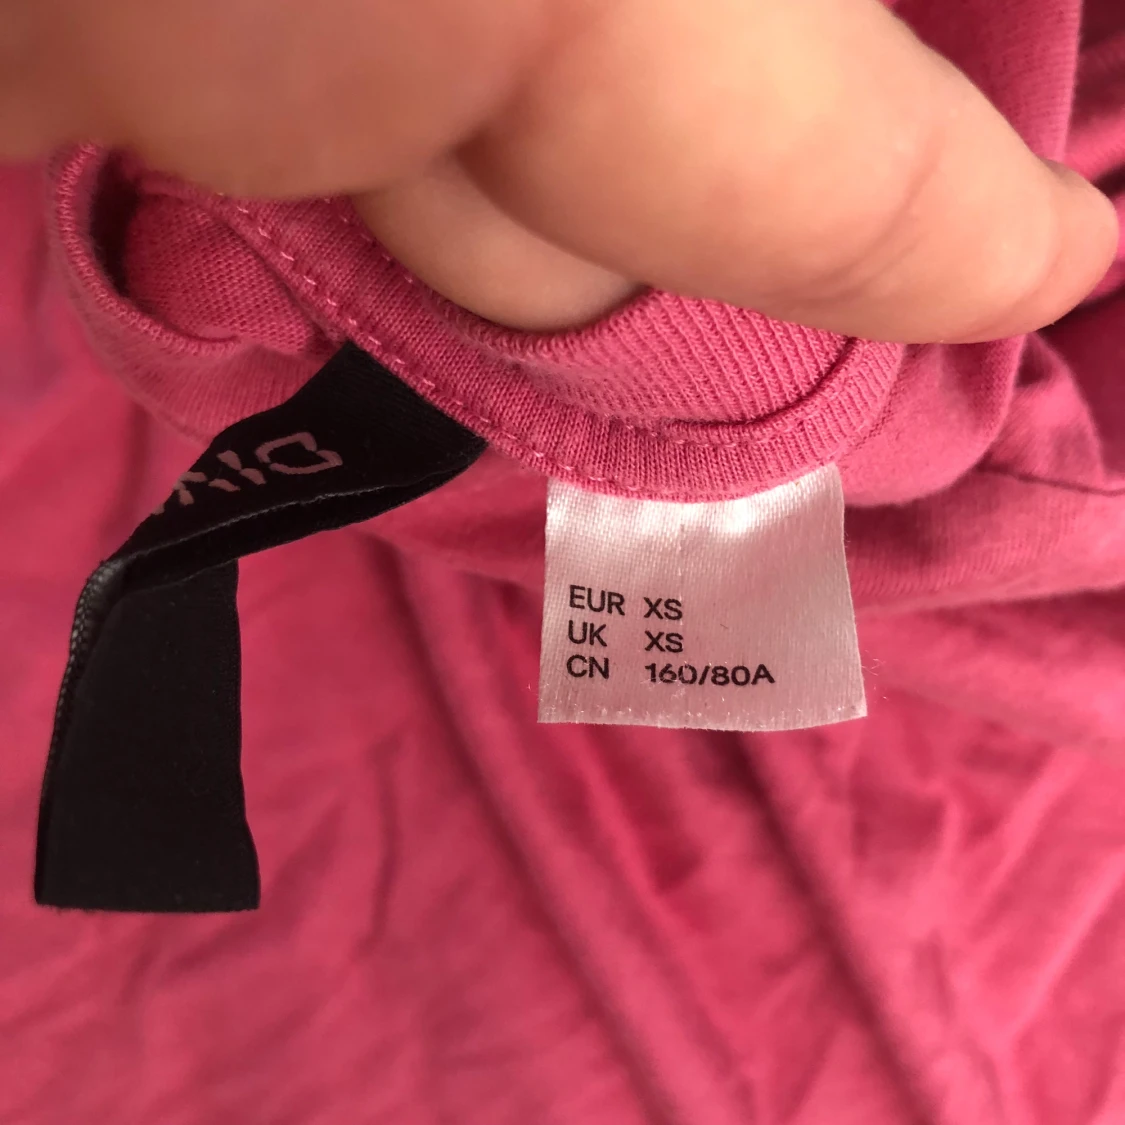 EUR XS
UK XS
CN 160/80A